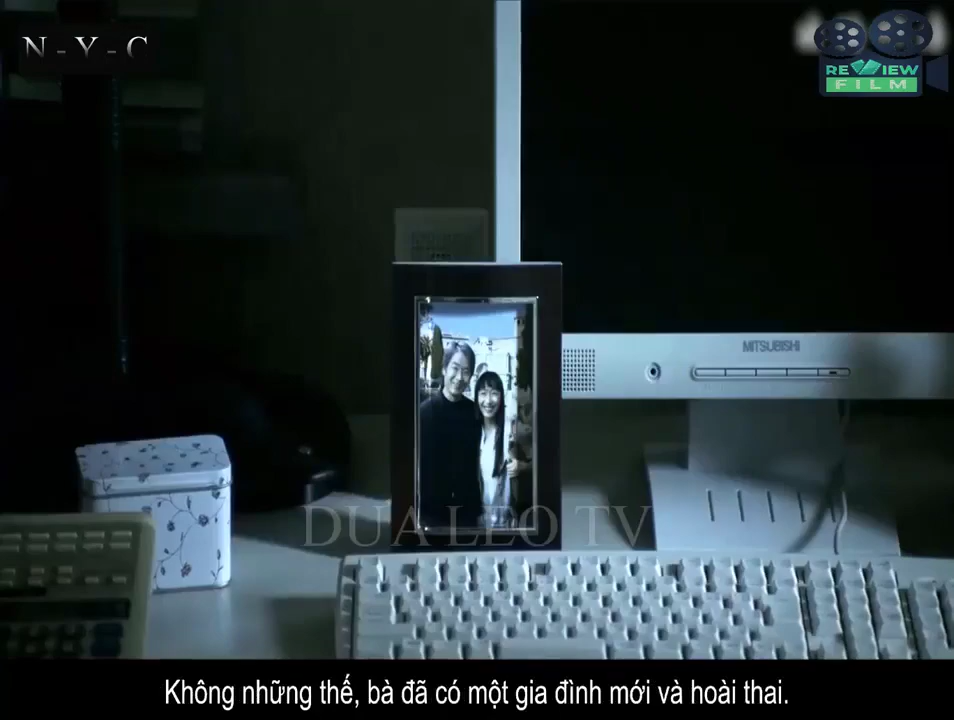 N - Y - C
REVIEW
FILM
MITSUBISHI
DUA LEO TV
Không những thế, bà đã có một gia đình mới và hoài thai.